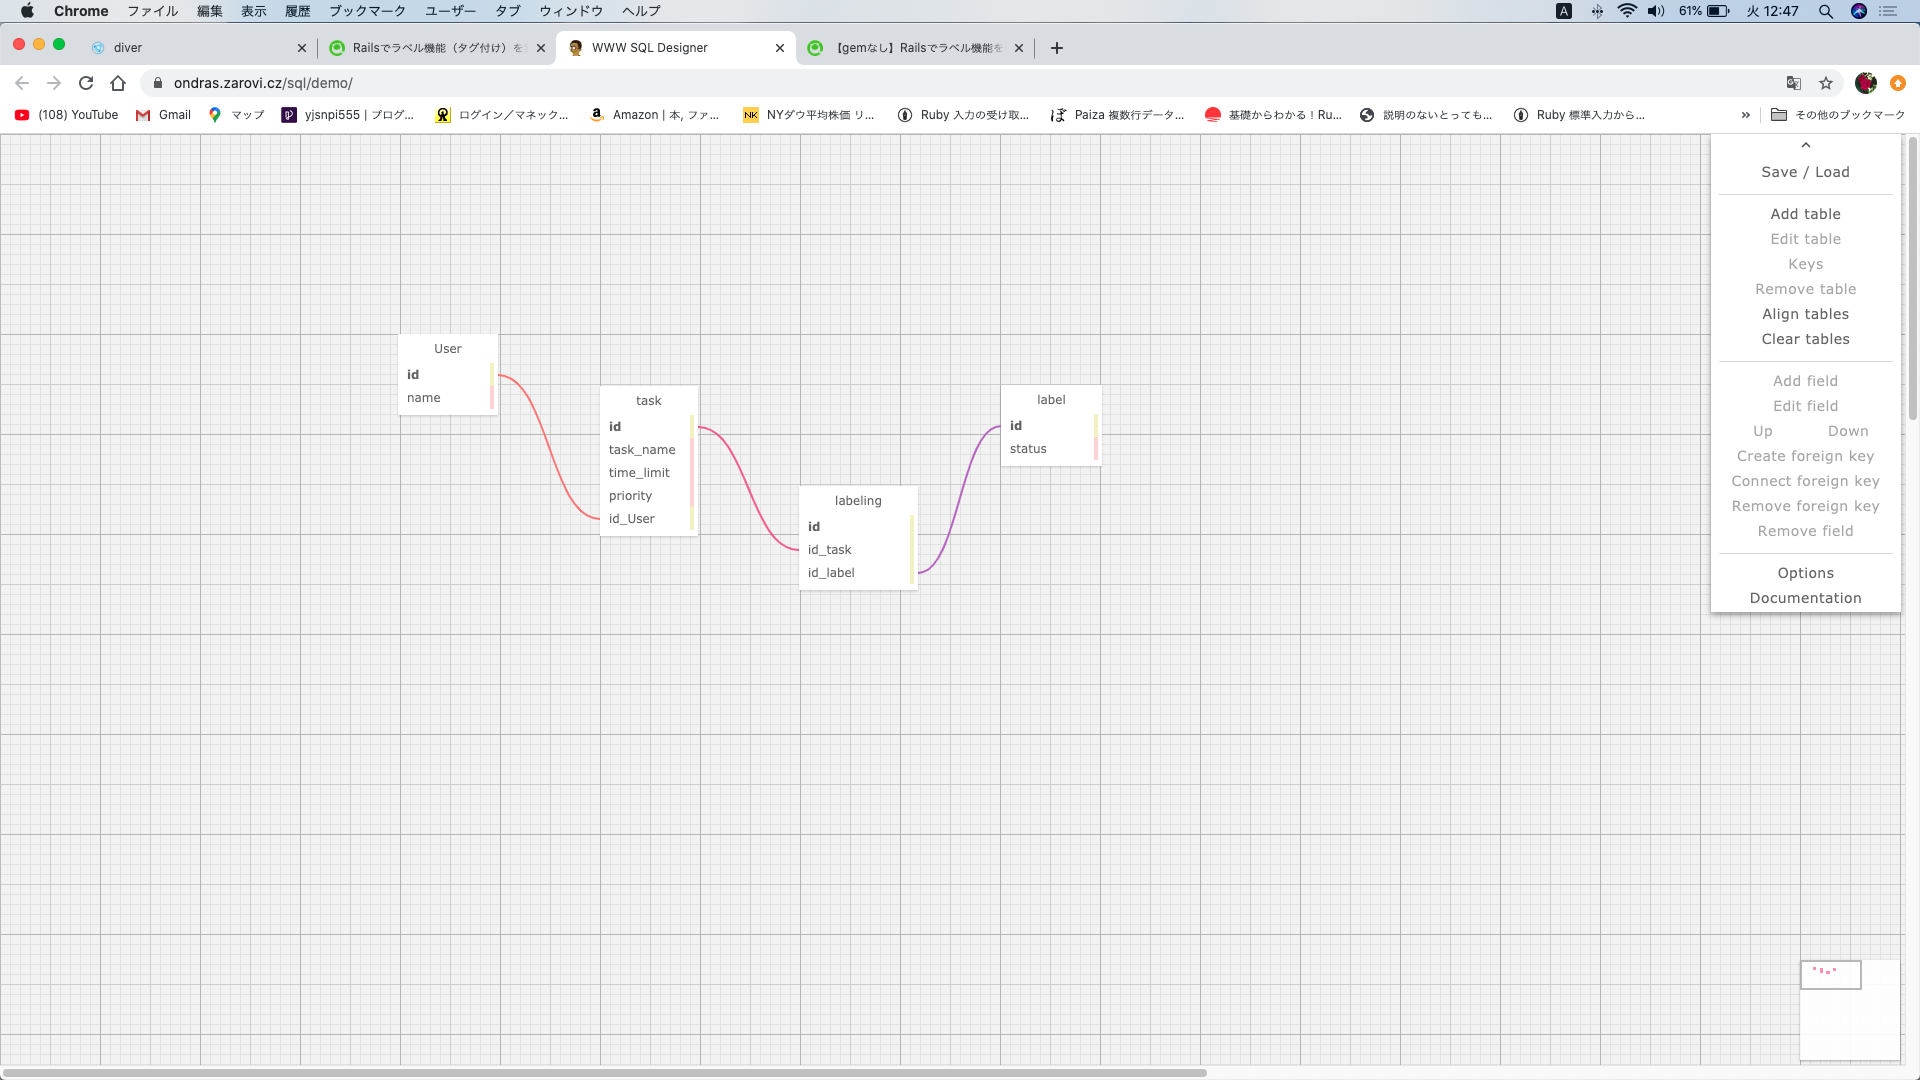 Chrome ファイル 編集 表示 履歴 ブックマーク ユーザー タブ ウィンドウ ヘルプ A 61% 火 12:47
diver Railsでラベル機能（タグ付け）を WWW SQL Designer 【gemなし】Railsでラベル機能を
ondras.zarovi.cz/sql/demo/
(108) YouTube Gmail マップ yjsnpi555 | プログ... ログイン／マネック... Amazon | 本, ファ... NK NYダウ平均株価 リ... Ruby 入力の受け取... ぱ Paiza 複数行データ... 基礎からわかる！Ru... 説明のないとっても... Ruby 標準入力から... » その他のブックマーク
Save / Load
Add table
Edit table
Keys
Remove table
Align tables
Clear tables
Add field
Edit field
Up Down
Create foreign key
Connect foreign key
Remove foreign key
Remove field
Options
Documentation
User
id
name
task
id
task_name
time_limit
priority
id_User
labeling
id
id_task
id_label
label
id
status